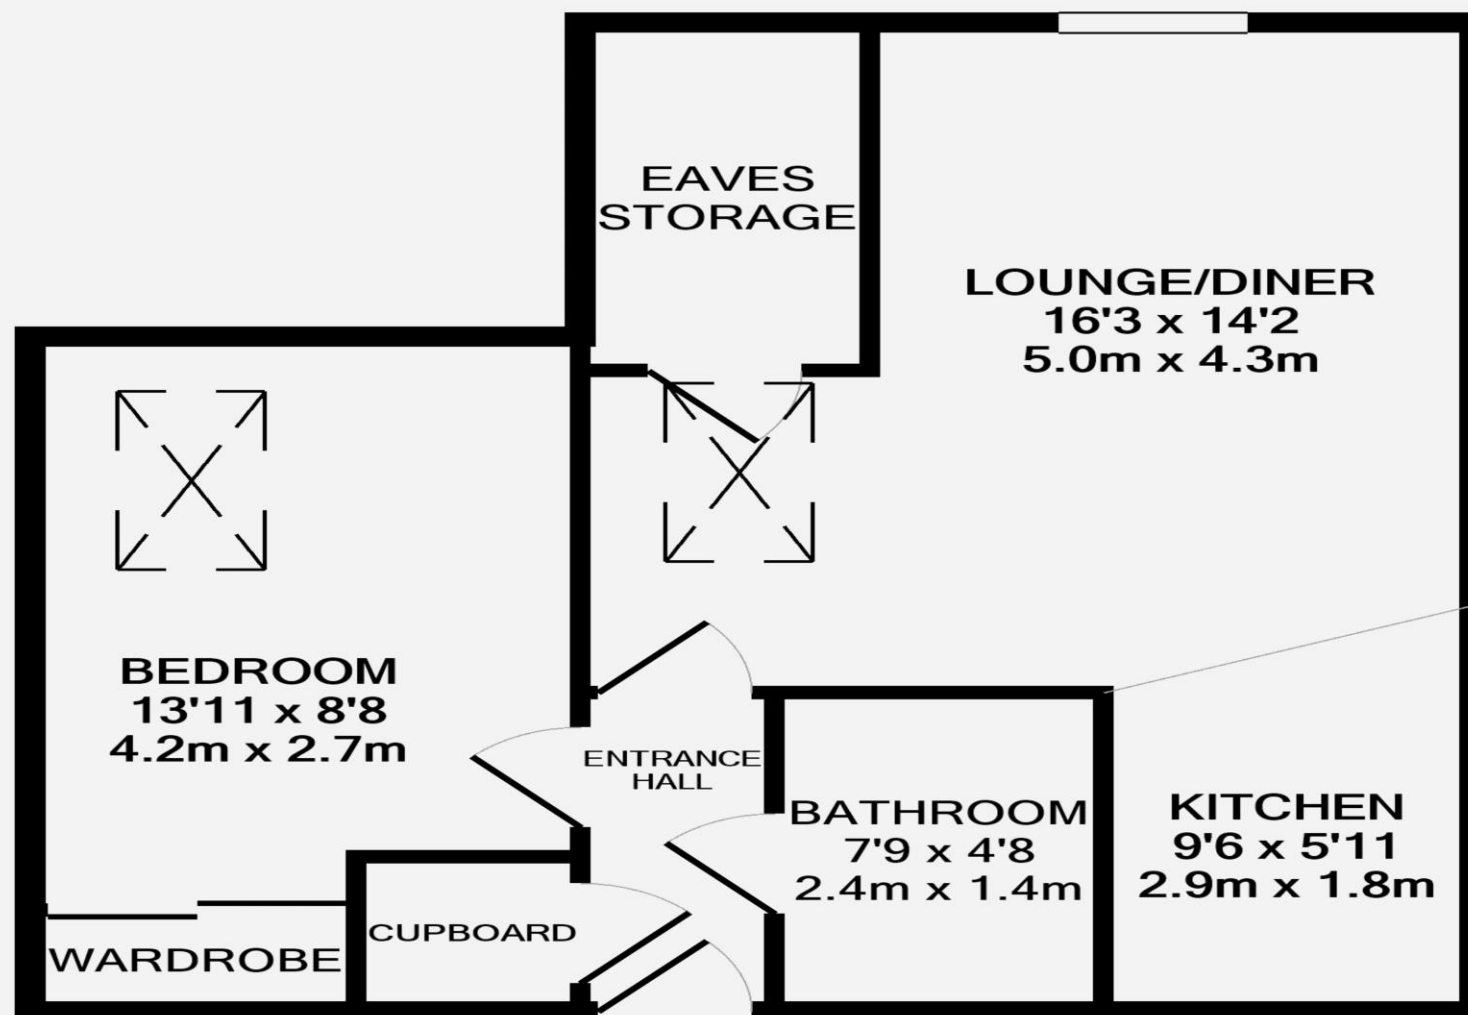 EAVES
STORAGE
LOUNGE/DINER
16'3 x 14'2
5.0m x 4.3m
BEDROOM
13'11 x 8'8
4.2m x 2.7m
ENTRANCE
HALL
BATHROOM
7'9 x 4'8
2.4m x 1.4m
KITCHEN
9'6 x 5'11
2.9m x 1.8m
CUPBOARD
WARDROBE